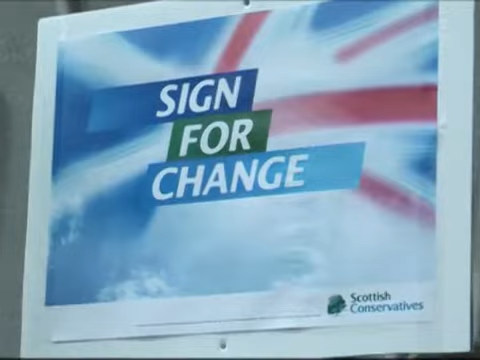 SIGN
FOR
CHANGE
Scottish
Conservatives